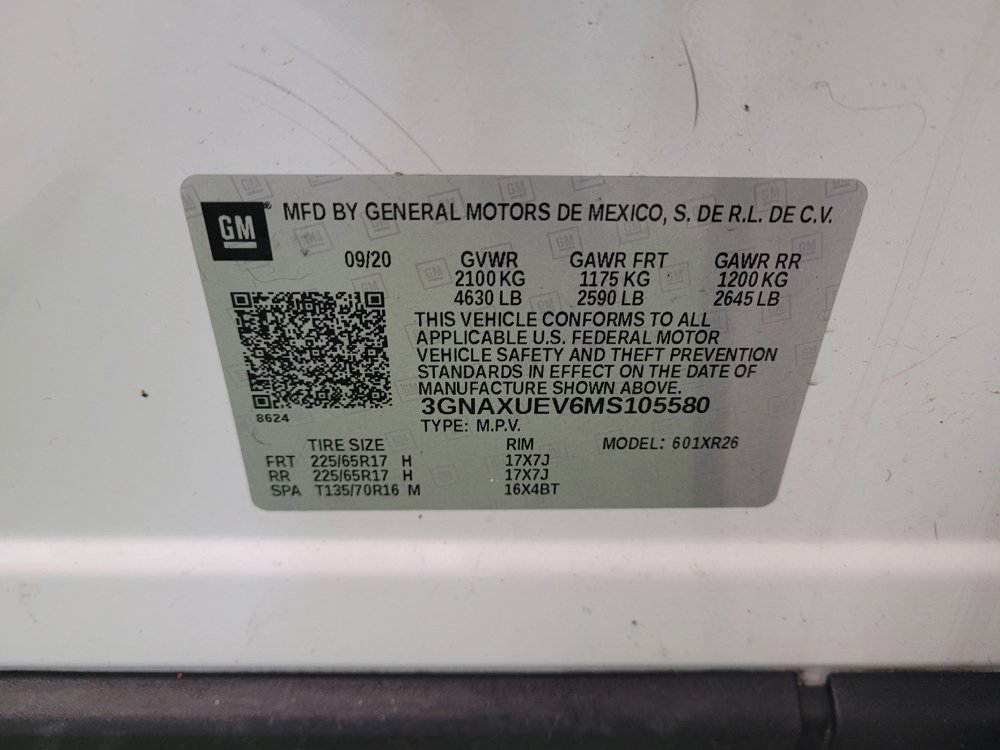 GM MFD BY GENERAL MOTORS DE MEXICO, S. DE R.L. DE C.V.
09/20 GVWR GAWR FRT GAWR RR
2100 KG 1175 KG 1200 KG
4630 LB 2590 LB 2645 LB
THIS VEHICLE CONFORMS TO ALL
APPLICABLE U.S. FEDERAL MOTOR
VEHICLE SAFETY AND THEFT PREVENTION
STANDARDS IN EFFECT ON THE DATE OF
MANUFACTURE SHOWN ABOVE.
3GNAXUEV6MS105580
8624
TYPE: M.P.V.
TIRE SIZE RIM MODEL: 601XR26
FRT 225/65R17 H 17X7J
RR 225/65R17 H 17X7J
SPA T135/70R16 M 16X4BT